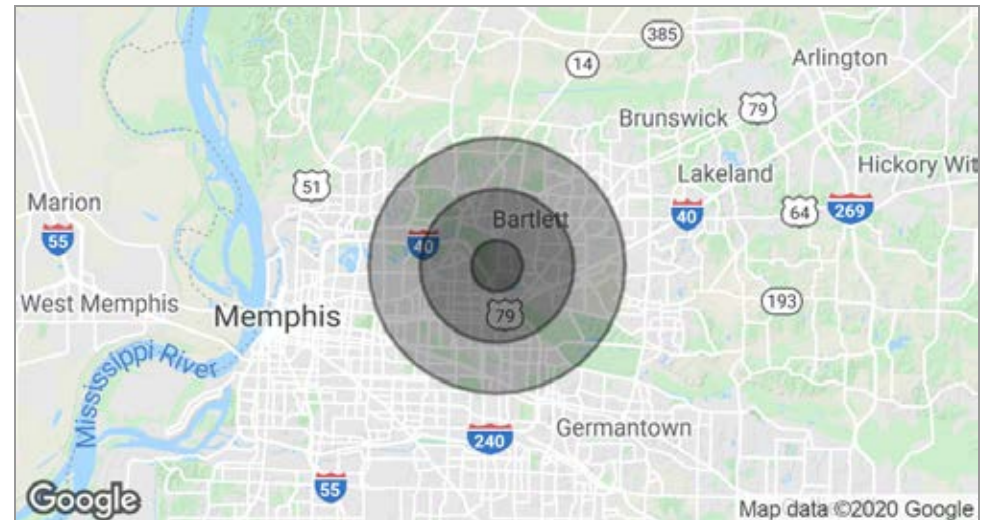 385
14
Arlington
Brunswick
79
51
Lakeland
Hickory Wit
Marion
55
40
64
269
Bartlett
40
West Memphis
193
Memphis
79
Mississippi River
Germantown
240
55
Google
Map data ©2020 Google